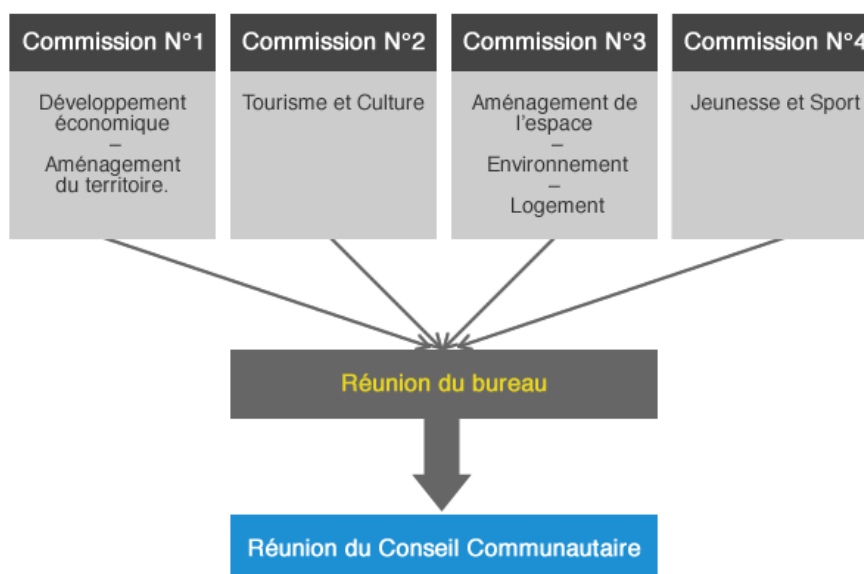 Commission N°1
Développement
économique
–
Aménagement
du territoire.
Commission N°2
Tourisme et Culture
Commission N°3
Aménagement de
l'espace
–
Environnement
–
Logement
Commission N°4
Jeunesse et Sport
Réunion du bureau
Réunion du Conseil Communautaire